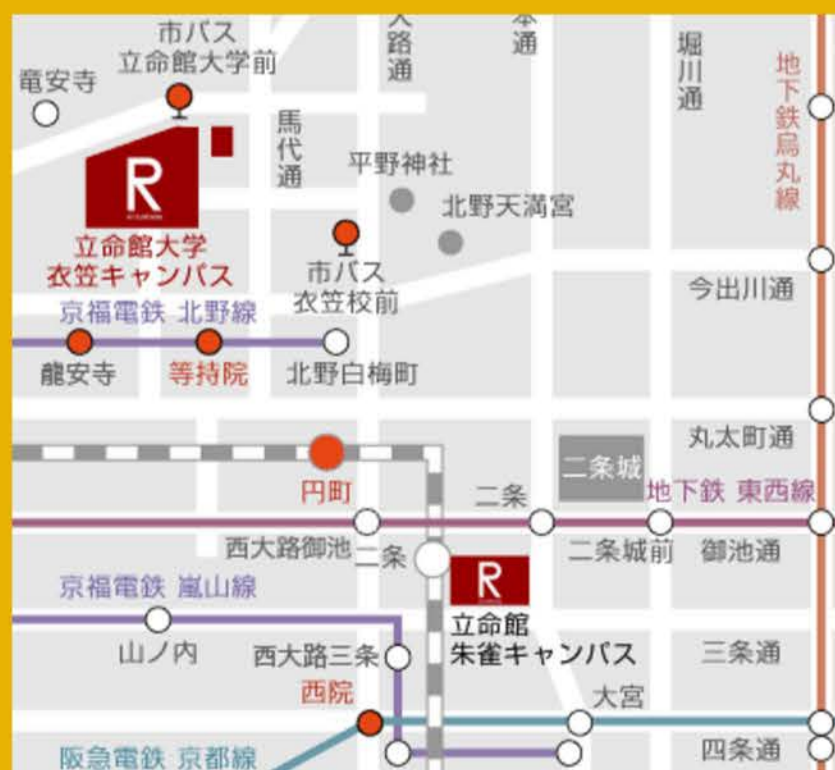 市バス
立命館大学前
大路通
本通
堀川通
地下鉄烏丸線
竜安寺
馬代通
平野神社
北野天満宮
R
立命館大学
衣笠キャンパス
市バス
衣笠校前
今出川通
京福電鉄 北野線
龍安寺
等持院
北野白梅町
丸太町通
円町
二条
二条城
地下鉄 東西線
西大路御池
二条
二条城前
御池通
京福電鉄 嵐山線
R
立命館
朱雀キャンパス
山ノ内
西大路三条
三条通
西院
大宮
阪急電鉄 京都線
四条通